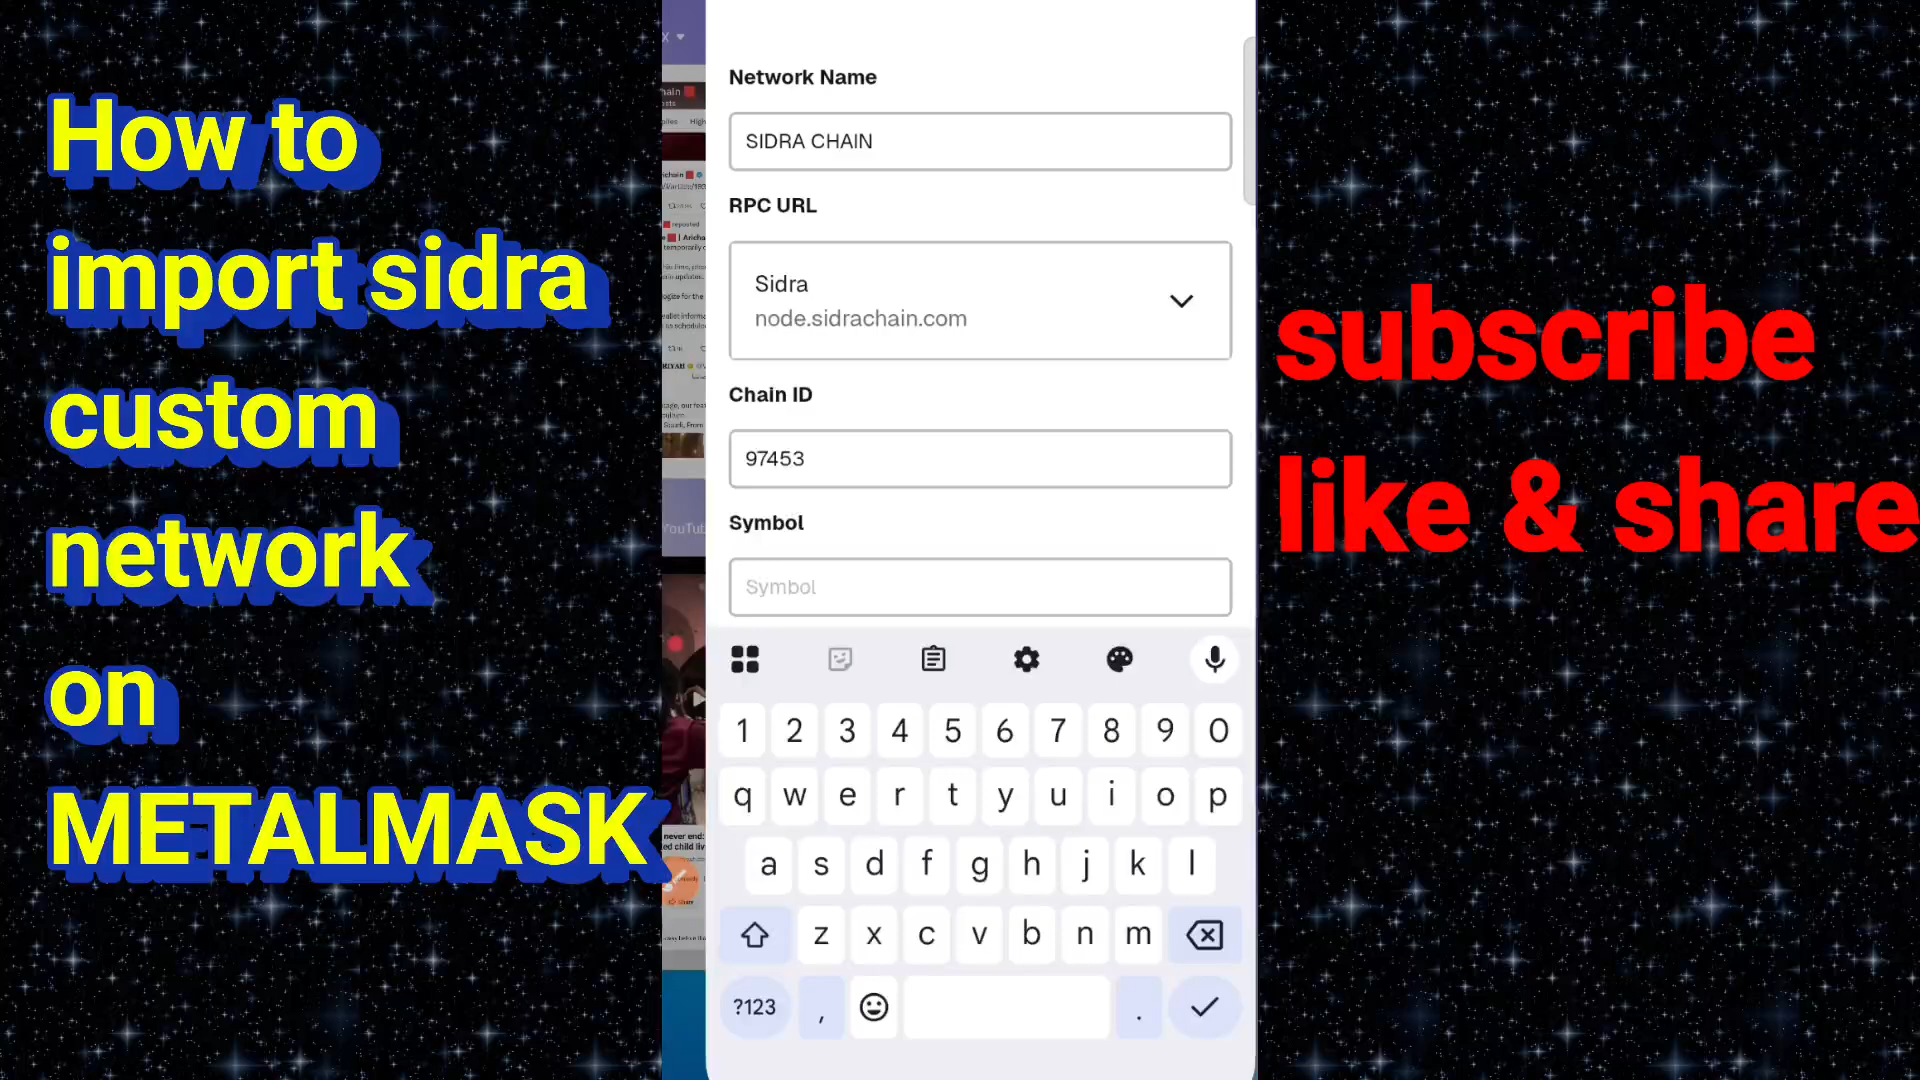 How to
import sidra
custom
network
on
METALMASK
Network Name
SIDRA CHAIN
RPC URL
Sidra
node.sidrachain.com
Chain ID
97453
Symbol
Symbol
1 2 3 4 5 6 7 8 9 0
q w e r t y u i o p
a s d f g h j k l
z x c v b n m
?123 , .
subscribe
like & share